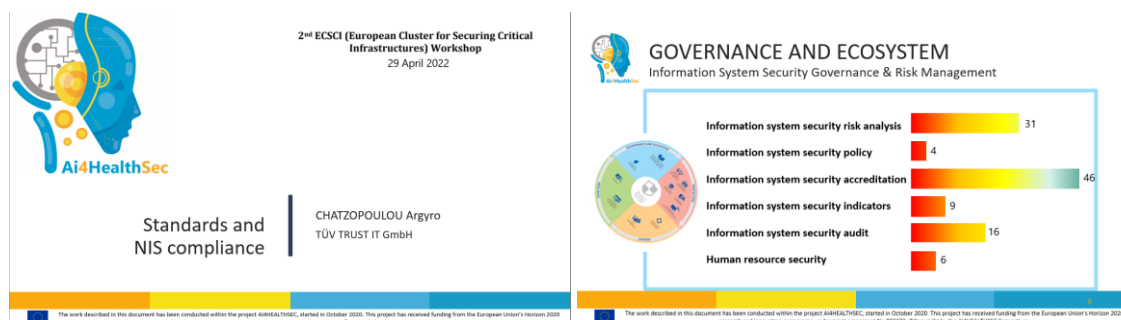 2nd ECSCI (European Cluster for Securing Critical
Infrastructures) Workshop
29 April 2022
Ai4HealthSec
Standards and
NIS compliance
CHATZOPOULOU Argyro
TÜV TRUST IT GmbH
The work described in this document has been conducted within the project AI4HEALTHSEC, started in October 2020. This project has received funding from the European Union's Horizon 2020
Ai4HealthSec
GOVERNANCE AND ECOSYSTEM
Information System Security Governance & Risk Management
Information system security risk analysis 31
Information system security policy 4
Information system security accreditation 46
Information system security indicators 9
Information system security audit 16
Human resource security 6
The work described in this document has been conducted within the project AI4HEALTHSEC, started in October 2020. This project has received funding from the European Union's Horizon 2020